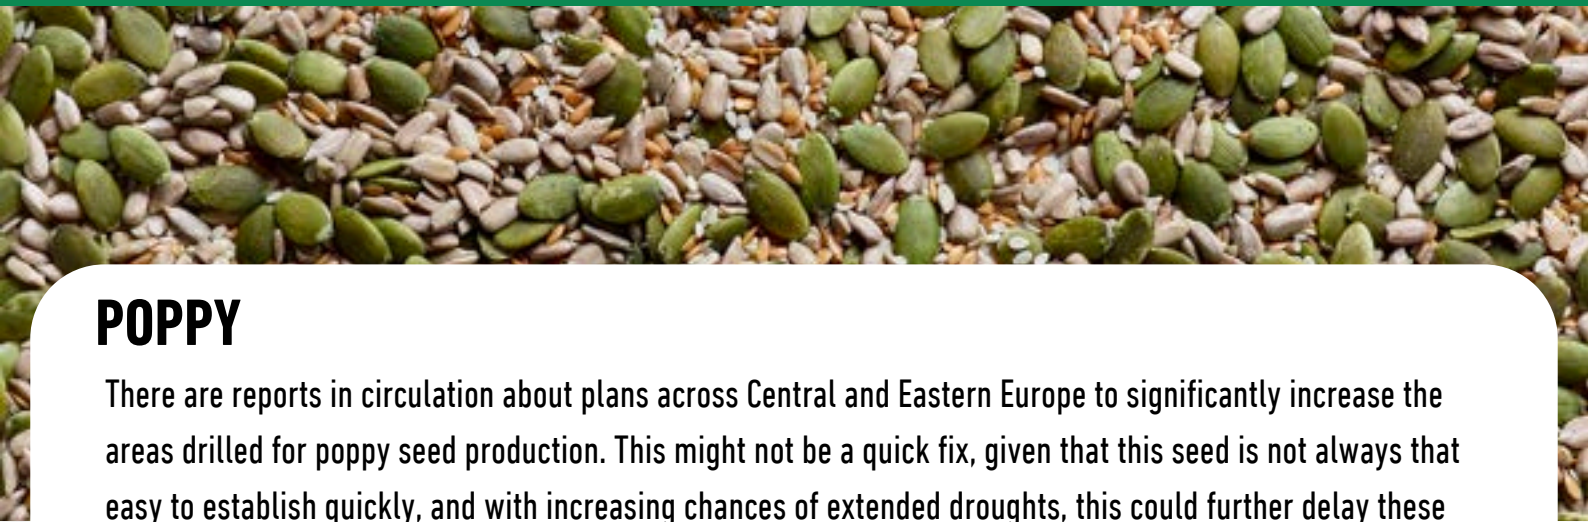 POPPY
There are reports in circulation about plans across Central and Eastern Europe to significantly increase the
areas drilled for poppy seed production. This might not be a quick fix, given that this seed is not always that
easy to establish quickly, and with increasing chances of extended droughts, this could further delay these